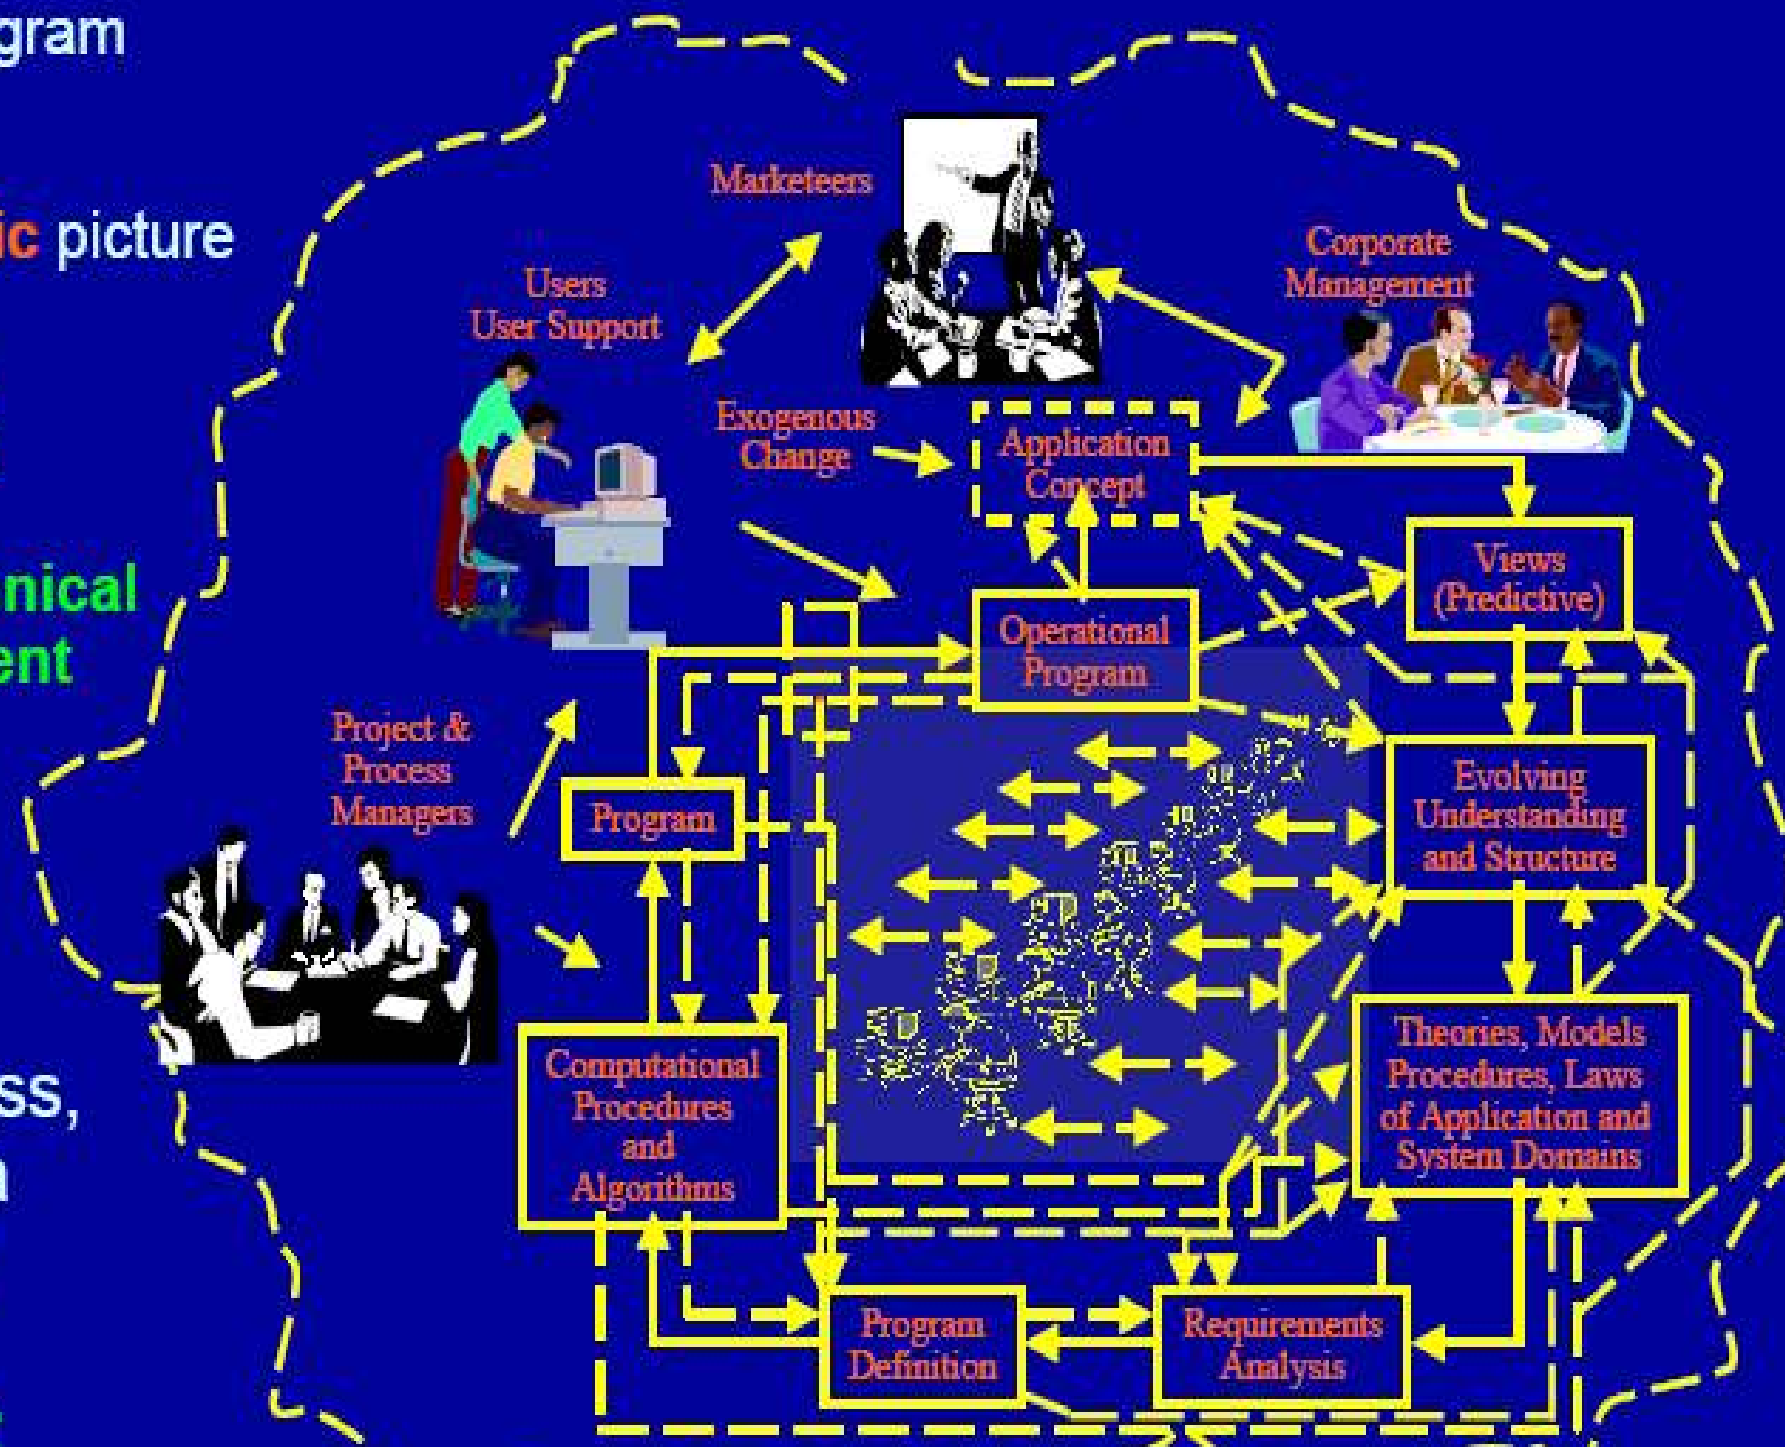 gram
ic picture
nical
ent
ss,
Marketeers
Corporate
Management
Users
User Support
Exogenous
Change
Application
Concept
Views
(Predictive)
Operational
Program
Project &
Process
Managers
Program
Evolving
Understanding
and Structure
Computational
Procedures
and
Algorithms
Theories, Models
Procedures, Laws
of Application and
System Domains
Program
Definition
Requirements
Analysis